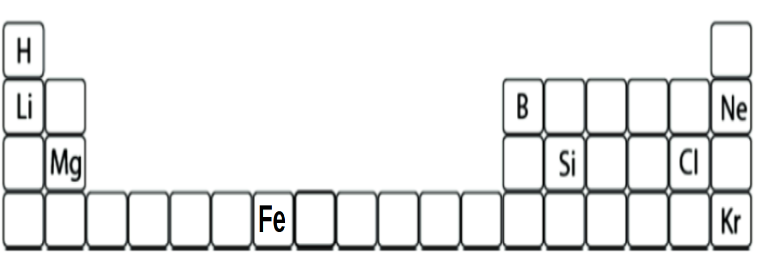 H
Li B Ne
Mg Si Cl
Fe Kr